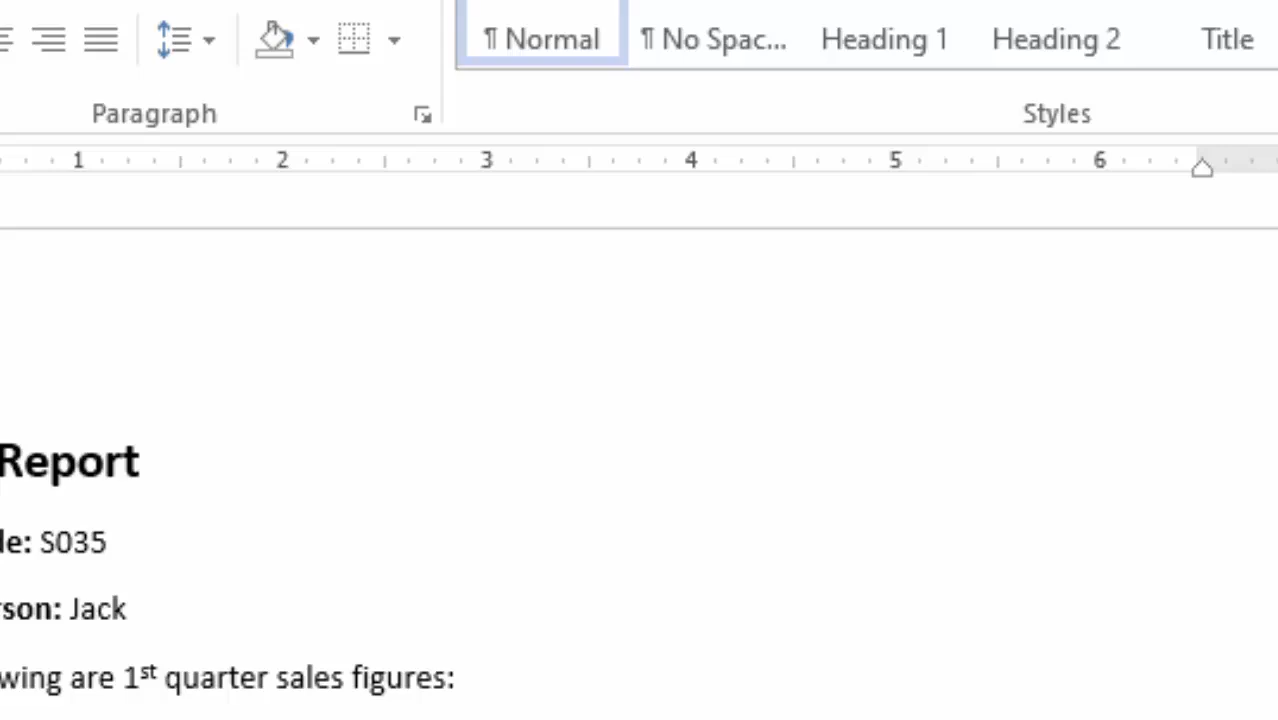 ¶ Normal ¶ No Spac... Heading 1 Heading 2 Title
Paragraph Styles
1 2 3 4 5 6
Report
le: S035
rson: Jack
wing are 1st quarter sales figures: